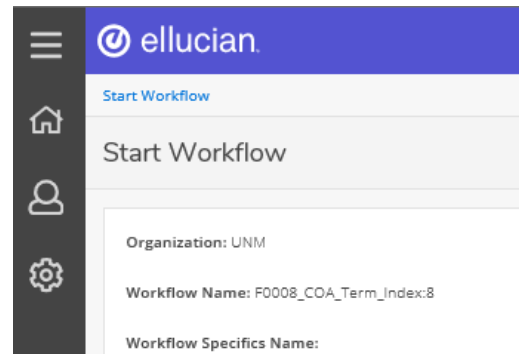 ellucian.
Start Workflow
Start Workflow
Organization: UNM
Workflow Name: F0008_COA_Term_Index:8
Workflow Specifics Name: